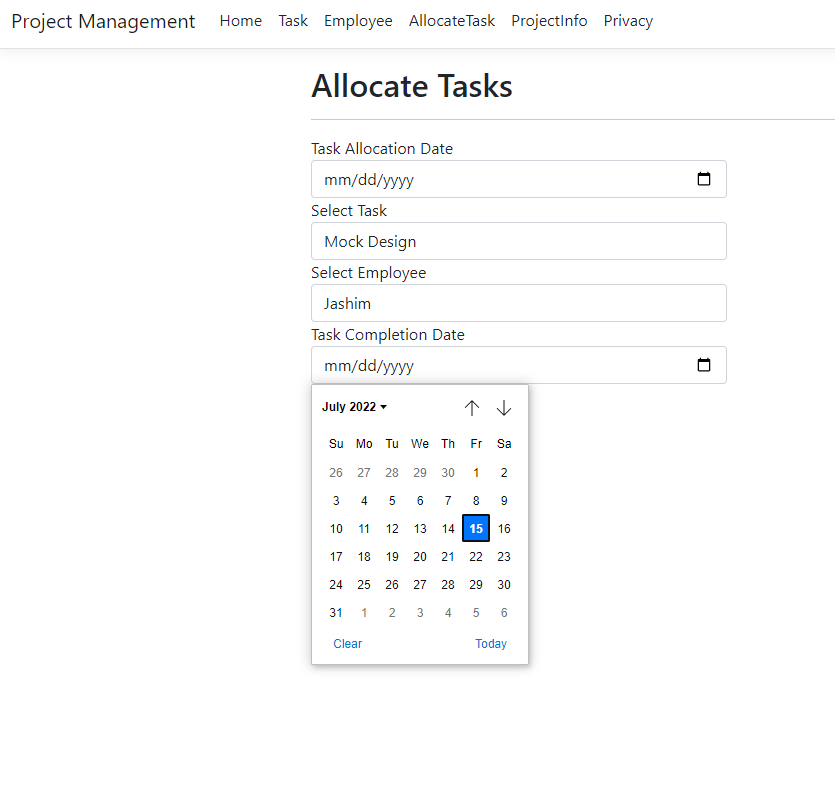 Project Management Home Task Employee AllocateTask ProjectInfo Privacy
Allocate Tasks
Task Allocation Date
mm/dd/yyyy
Select Task
Mock Design
Select Employee
Jashim
Task Completion Date
mm/dd/yyyy
July 2022
Su Mo Tu We Th Fr Sa
26 27 28 29 30 1 2
3 4 5 6 7 8 9
10 11 12 13 14 15 16
17 18 19 20 21 22 23
24 25 26 27 28 29 30
31 1 2 3 4 5 6
Clear Today